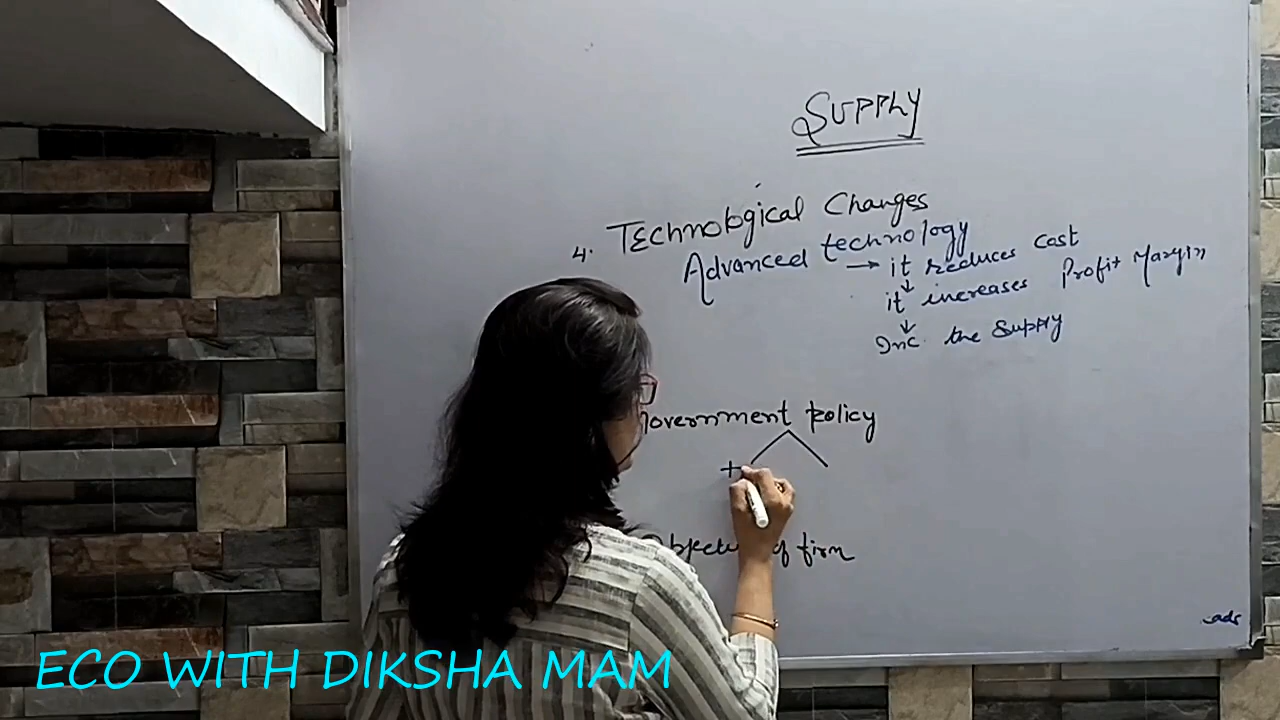 SUPPLY
4. Technological Changes
Advanced technology → it reduces cost
↓
it increases Profit Margin
↓
Inc. the Supply
overnment policy
+
of firm
ads
ECO WITH DIKSHA MAM